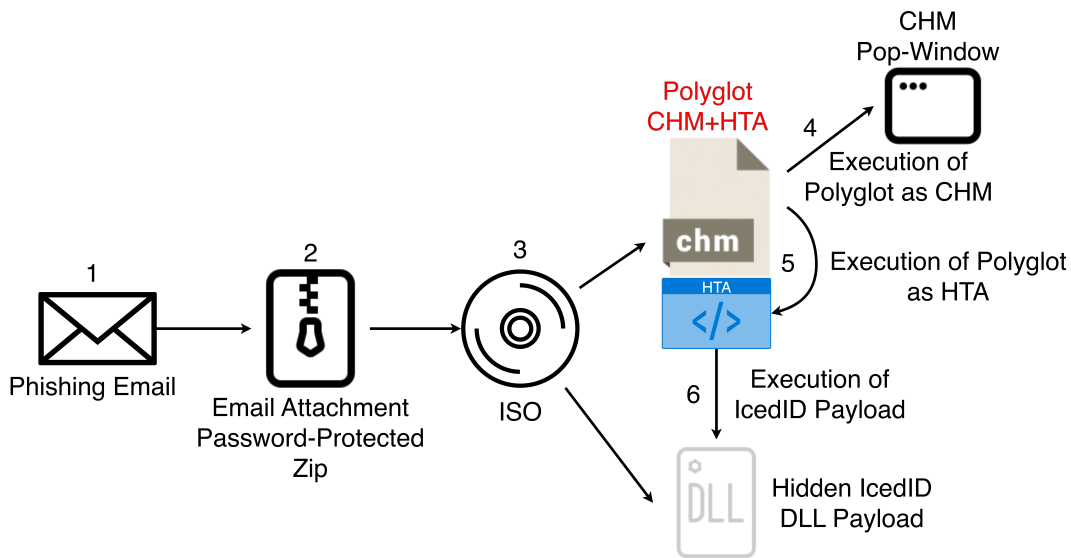 1
Phishing Email
2
Email Attachment
Password-Protected
Zip
3
ISO
Polyglot
CHM+HTA
chm
HTA
</>
4
CHM
Pop-Window
Execution of
Polyglot as CHM
5
Execution of Polyglot
as HTA
6
Execution of
IcedID Payload
DLL
Hidden IcedID
DLL Payload